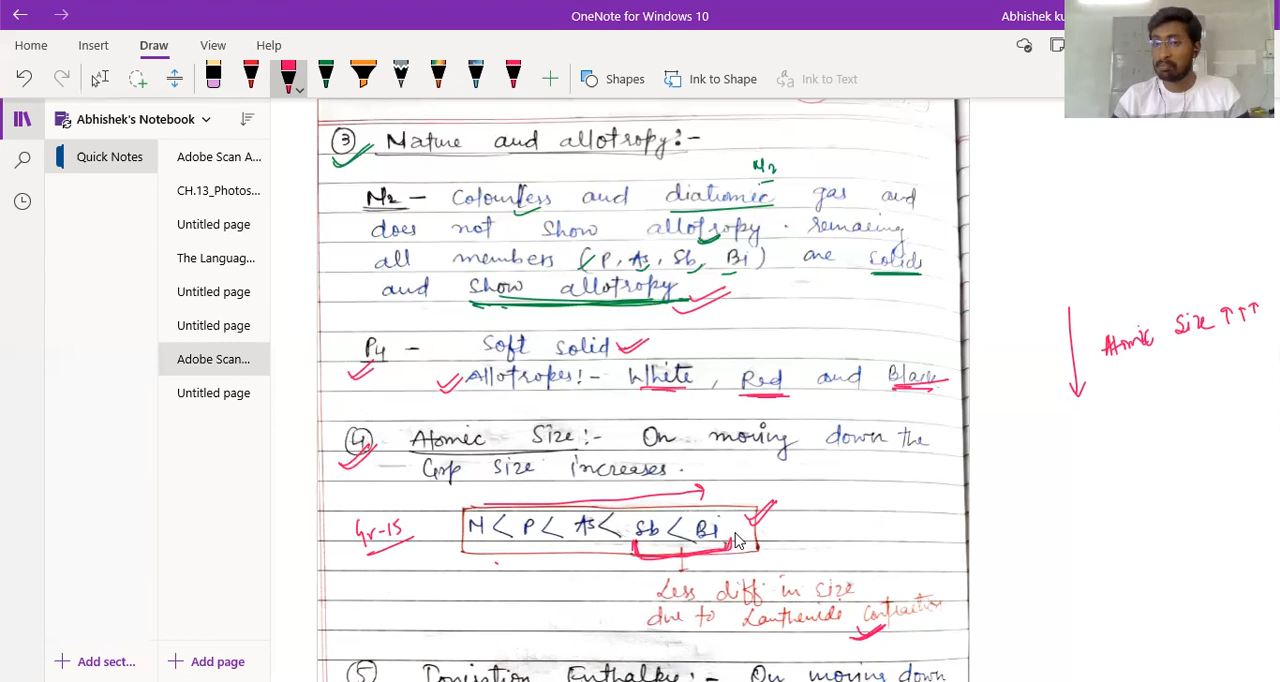 OneNote for Windows 10
Abhishek ku
Home Insert Draw View Help
Shapes Ink to Shape Ink to Text
Abhishek's Notebook
Quick Notes
Adobe Scan A...
CH.13_Photos...
Untitled page
The Languag...
Untitled page
Untitled page
Adobe Scan...
Untitled page
Add sect...
Add page
③ Nature and allotropy:-
N2
N2 - Colourless and diatomic gas and
does not show allotropy. remaing
all members (P, As, Sb, Bi) are solids
and show allotropy
P4 - Soft solid
Allotropes:- White, Red and Black
④ Atomic Size:- On moving down the
Grp size increases.
Gr-15
N < P < As < Sb < Bi
Less diff in size
due to Lanthenide contraction
⑤ Ionisation Enthalpy:- On moving down
Atomic Size ↑↑↑